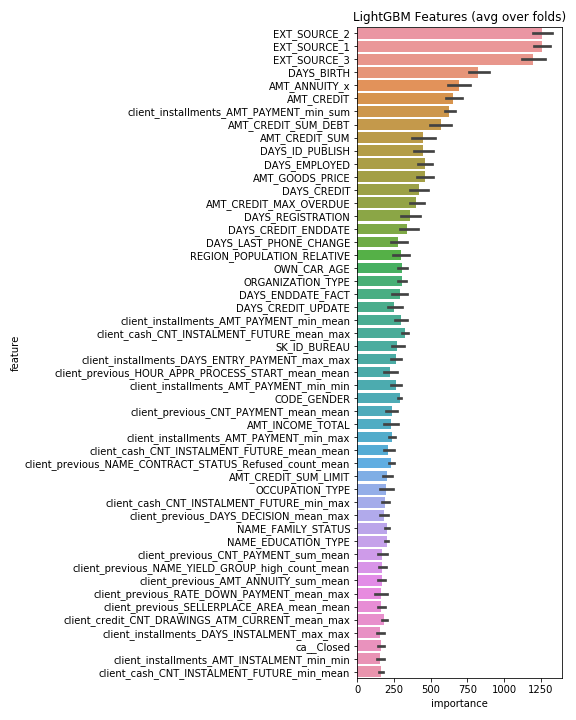 LightGBM Features (avg over folds)
EXT_SOURCE_2
EXT_SOURCE_1
EXT_SOURCE_3
DAYS_BIRTH
AMT_ANNUITY_x
AMT_CREDIT
client_installments_AMT_PAYMENT_min_sum
AMT_CREDIT_SUM_DEBT
AMT_CREDIT_SUM
DAYS_ID_PUBLISH
DAYS_EMPLOYED
AMT_GOODS_PRICE
DAYS_CREDIT
AMT_CREDIT_MAX_OVERDUE
DAYS_REGISTRATION
DAYS_CREDIT_ENDDATE
DAYS_LAST_PHONE_CHANGE
REGION_POPULATION_RELATIVE
OWN_CAR_AGE
ORGANIZATION_TYPE
DAYS_ENDDATE_FACT
DAYS_CREDIT_UPDATE
client_installments_AMT_PAYMENT_min_mean
client_cash_CNT_INSTALMENT_FUTURE_mean_max
SK_ID_BUREAU
client_installments_DAYS_ENTRY_PAYMENT_max_max
client_previous_HOUR_APPR_PROCESS_START_mean_mean
client_installments_AMT_PAYMENT_min_min
CODE_GENDER
client_previous_CNT_PAYMENT_mean_mean
AMT_INCOME_TOTAL
client_installments_AMT_PAYMENT_min_max
client_cash_CNT_INSTALMENT_FUTURE_mean_mean
client_previous_NAME_CONTRACT_STATUS_Refused_count_mean
AMT_CREDIT_SUM_LIMIT
OCCUPATION_TYPE
client_cash_CNT_INSTALMENT_FUTURE_min_max
client_previous_DAYS_DECISION_mean_max
NAME_FAMILY_STATUS
NAME_EDUCATION_TYPE
client_previous_CNT_PAYMENT_sum_mean
client_previous_NAME_YIELD_GROUP_high_count_mean
client_previous_AMT_ANNUITY_sum_mean
client_previous_RATE_DOWN_PAYMENT_mean_max
client_previous_SELLERPLACE_AREA_mean_mean
client_credit_CNT_DRAWINGS_ATM_CURRENT_mean_max
client_installments_DAYS_INSTALMENT_max_max
ca__Closed
client_installments_AMT_INSTALMENT_min_min
client_cash_CNT_INSTALMENT_FUTURE_min_mean
feature
0 250 500 750 1000 1250
importance